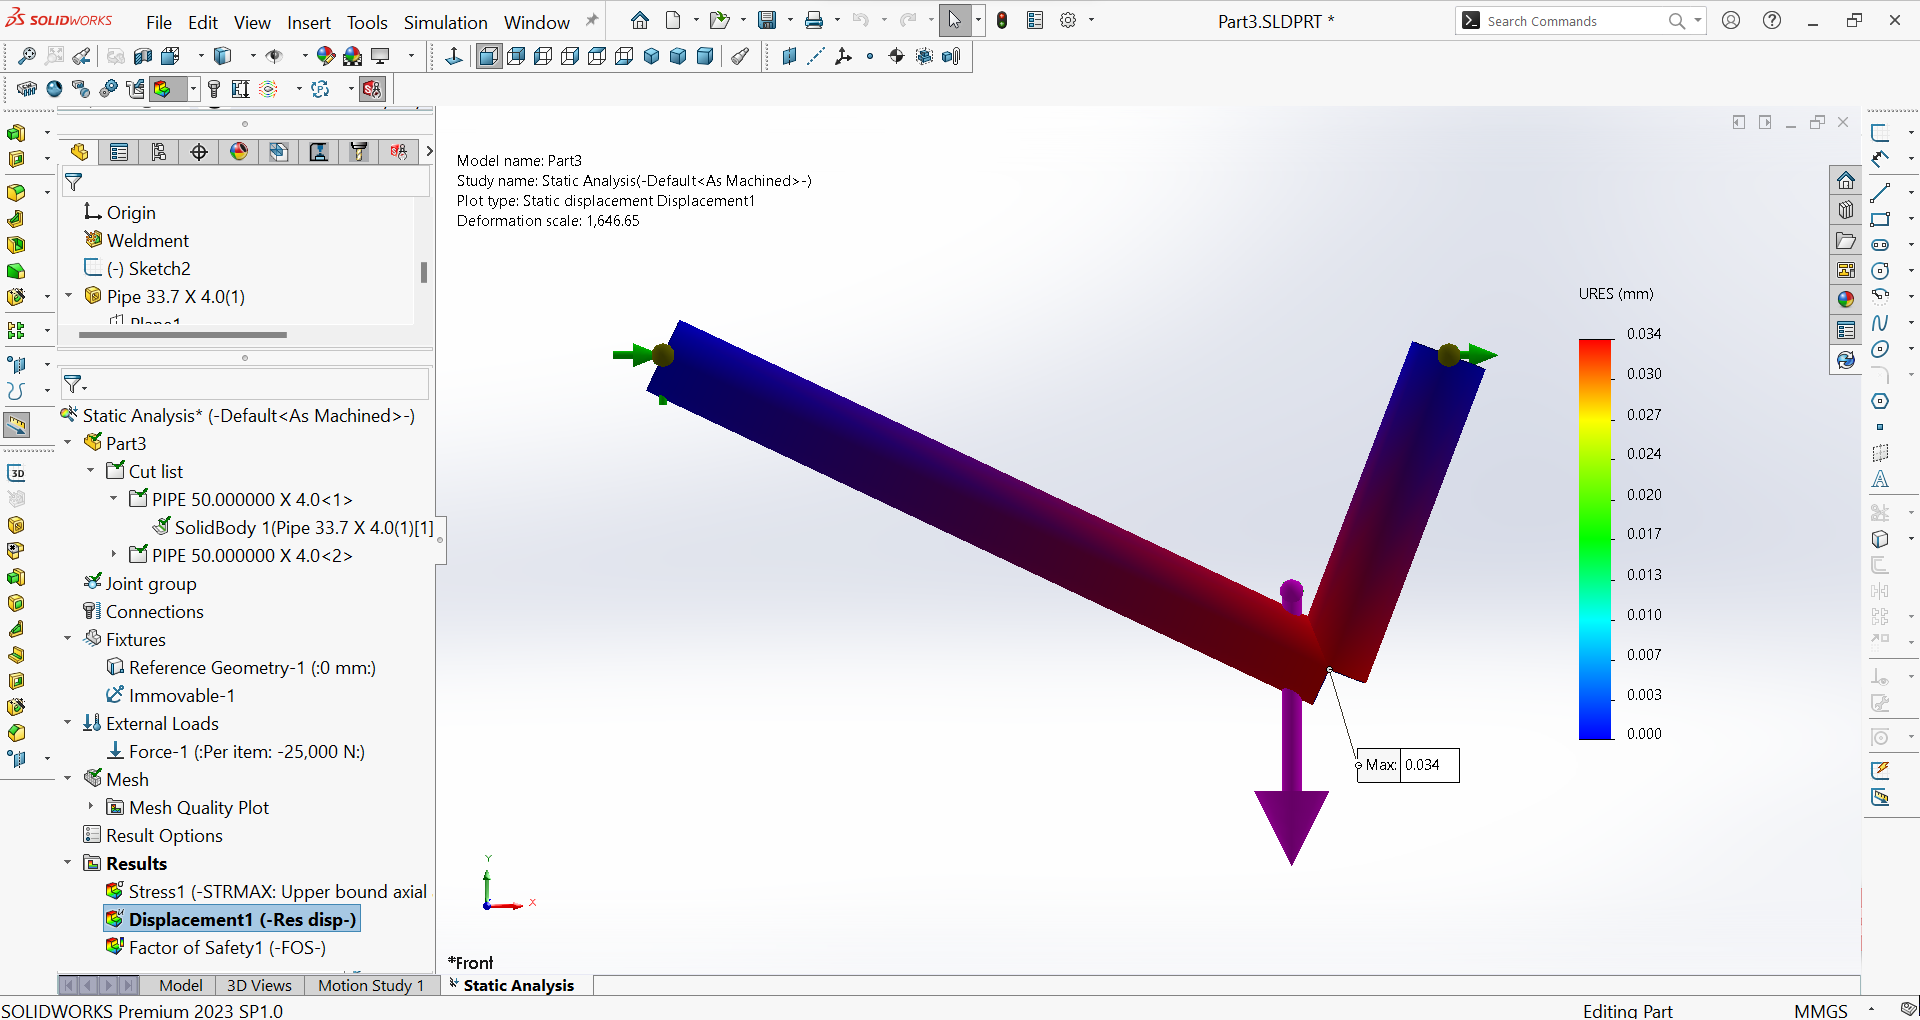 SOLIDWORKS
File Edit View Insert Tools Simulation Window
Part3.SLDPRT *
Search Commands
Origin
Weldment
(-) Sketch2
Pipe 33.7 X 4.0(1)
Plane1
Static Analysis* (-Default<As Machined>-)
Part3
Cut list
PIPE 50.000000 X 4.0<1>
SolidBody 1(Pipe 33.7 X 4.0(1)[1]
PIPE 50.000000 X 4.0<2>
Joint group
Connections
Fixtures
Reference Geometry-1 (:0 mm:)
Immovable-1
External Loads
Force-1 (:Per item: -25,000 N:)
Mesh
Mesh Quality Plot
Result Options
Results
Stress1 (-STRMAX: Upper bound axial
Displacement1 (-Res disp-)
Factor of Safety1 (-FOS-)
Model name: Part3
Study name: Static Analysis(-Default<As Machined>-)
Plot type: Static displacement Displacement1
Deformation scale: 1,646.65
URES (mm)
0.034
0.030
0.027
0.024
0.020
0.017
0.013
0.010
0.007
0.003
0.000
Max: 0.034
Y
X
*Front
Model
3D Views
Motion Study 1
Static Analysis
SOLIDWORKS Premium 2023 SP1.0
Editing Part
MMGS